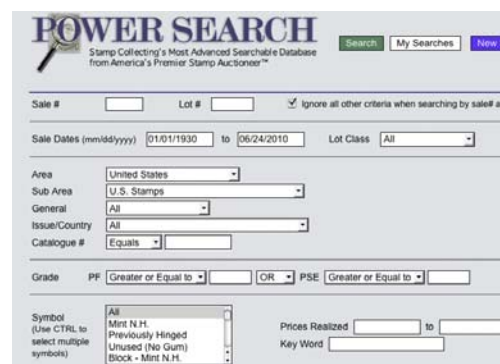 POWER SEARCH
Stamp Collecting's Most Advanced Searchable Database
from America's Premier Stamp Auctioneer™
Search My Searches New
Sale # Lot # Ignore all other criteria when searching by sale# a
Sale Dates (mm/dd/yyyy) 01/01/1930 to 06/24/2010 Lot Class All
Area United States
Sub Area U.S. Stamps
General All
Issue/Country All
Catalogue # Equals
Grade PF Greater or Equal to OR PSE Greater or Equal to
Symbol
(Use CTRL to
select multiple
symbols)
All
Mint N.H.
Previously Hinged
Unused (No Gum)
Block - Mint N.H.
Prices Realized to
Key Word